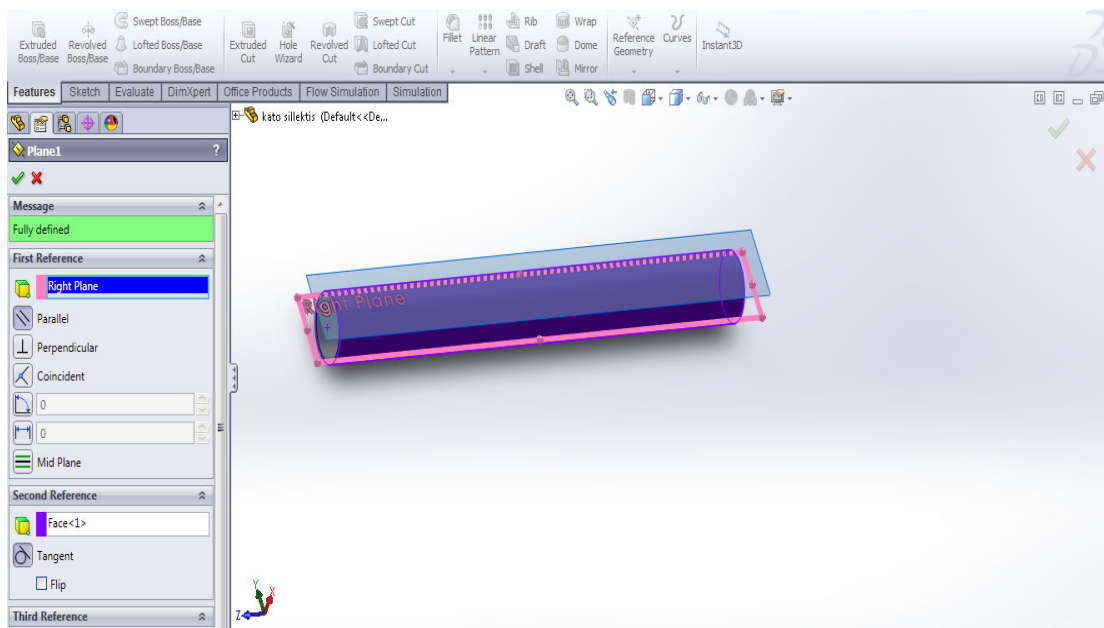 Extruded Boss/Base
Revolved Boss/Base
Swept Boss/Base
Lofted Boss/Base
Boundary Boss/Base
Extruded Cut
Hole Wizard
Revolved Cut
Swept Cut
Lofted Cut
Boundary Cut
Fillet
Linear Pattern
Rib
Draft
Shell
Wrap
Dome
Mirror
Reference Geometry
Curves
Instant3D
Features Sketch Evaluate DimXpert Office Products Flow Simulation Simulation
kato sillektis (Default<<De...
Plane1 ?
Message
Fully defined
First Reference
Right Plane
Parallel
Perpendicular
Coincident
0
0
Mid Plane
Second Reference
Face<1>
Tangent
Flip
Third Reference
Right Plane
Y
X
Z